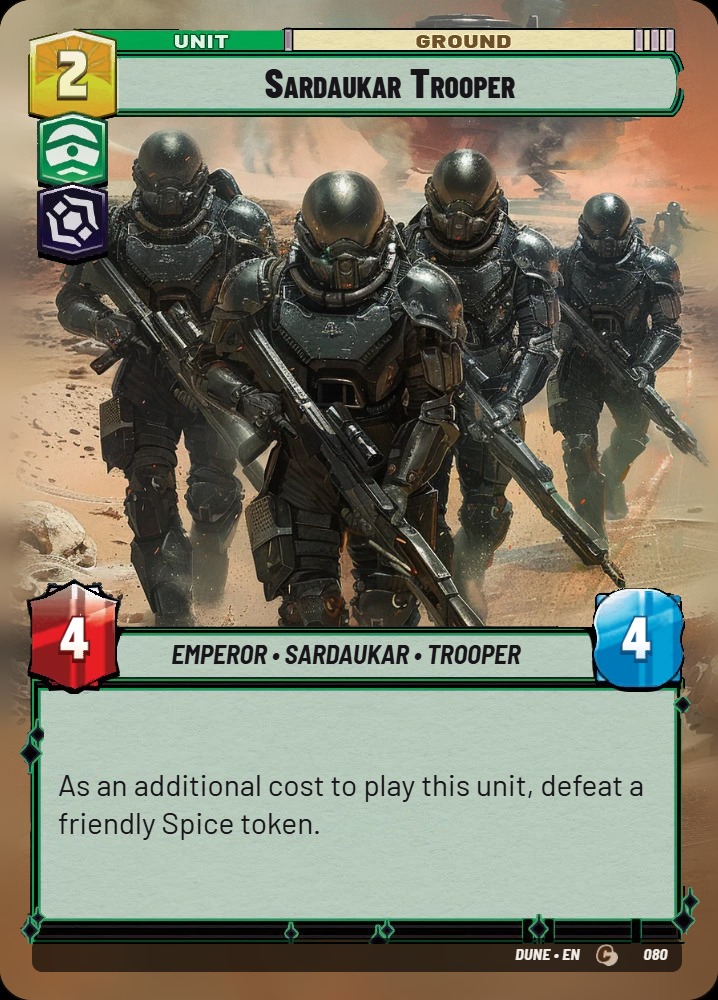 UNIT
GROUND
2
SARDAUKAR TROOPER
4
EMPEROR • SARDAUKAR • TROOPER
4
As an additional cost to play this unit, defeat a
friendly Spice token.
DUNE • EN C 080